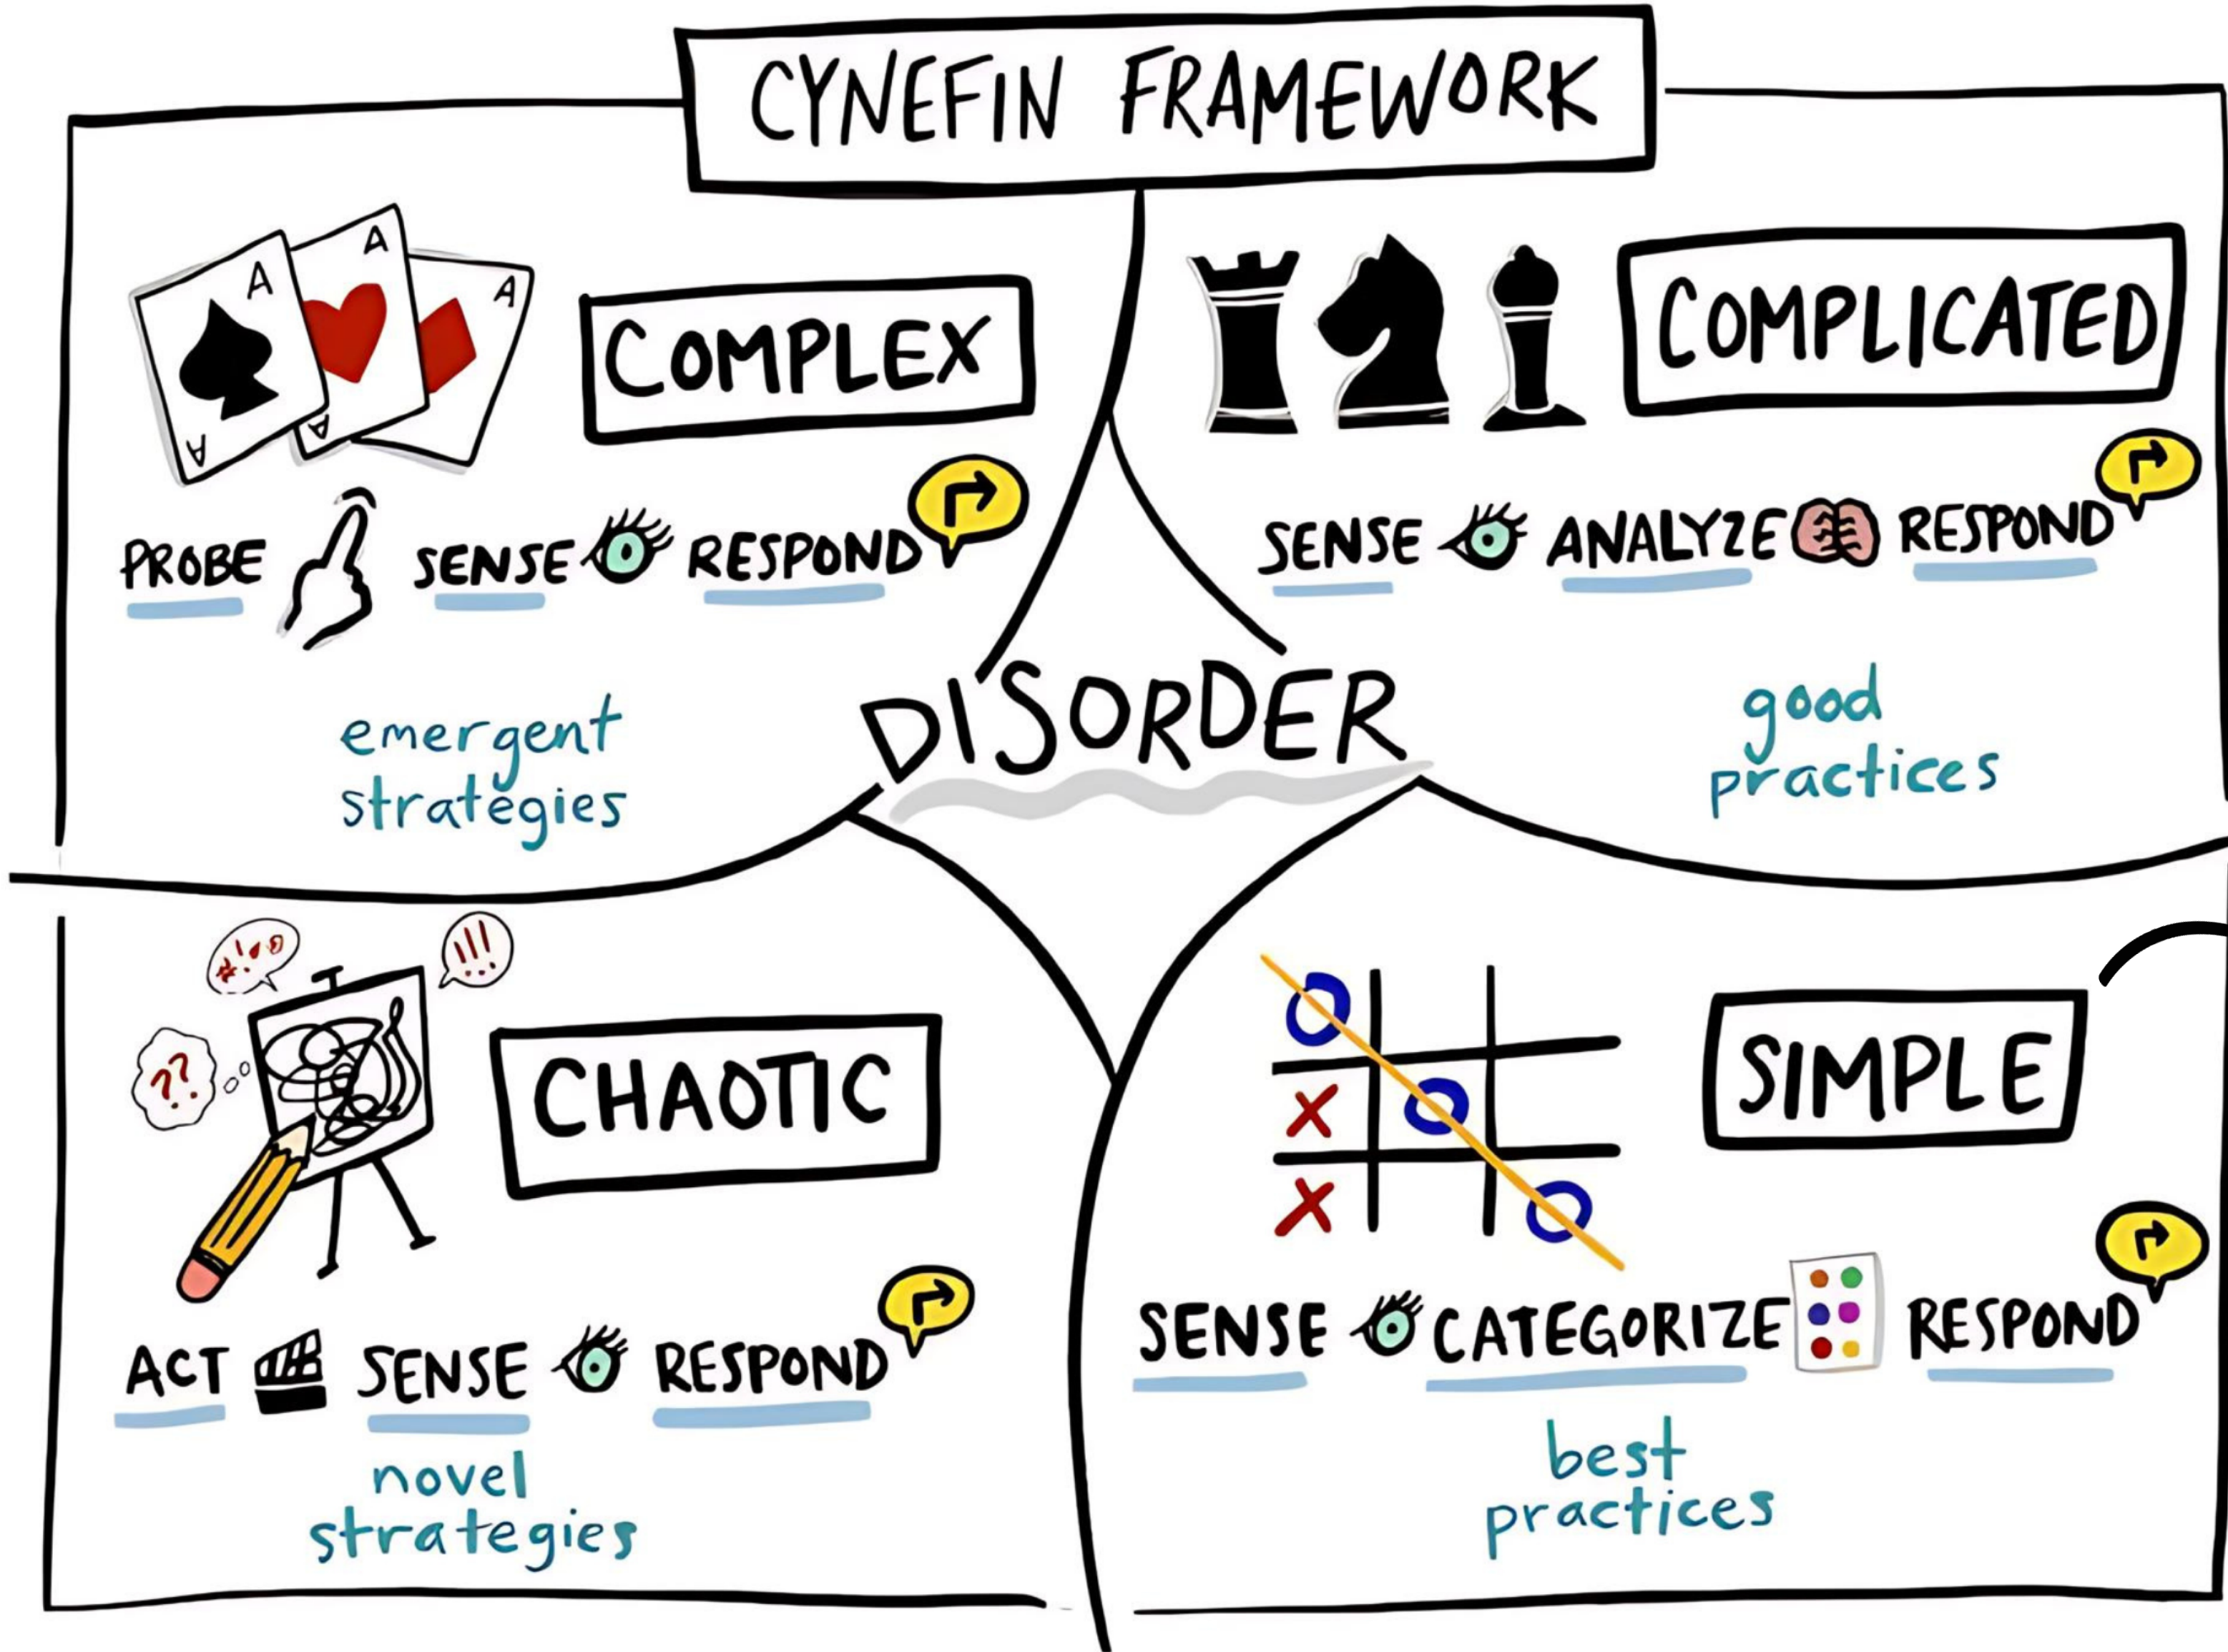 CYNEFIN FRAMEWORK
A
A
A
A
A
COMPLEX
PROBE SENSE RESPOND
emergent
strategies
COMPLICATED
SENSE ANALYZE RESPOND
good
practices
DISORDER
!!!
??
CHAOTIC
ACT SENSE RESPOND
novel
strategies
O
X O
X O
SIMPLE
SENSE CATEGORIZE RESPOND
best
practices